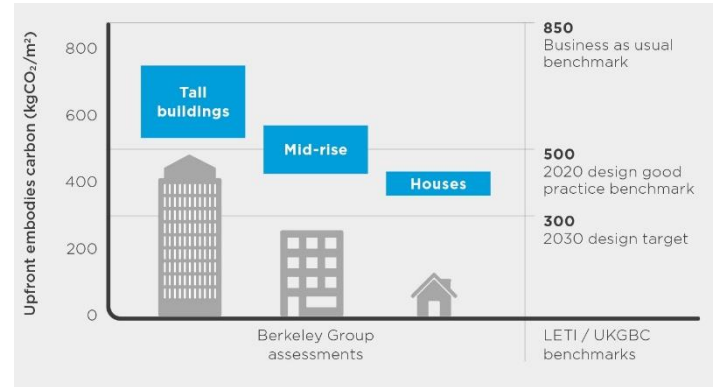 Upfront embodies carbon (kgCO₂/m²)
800
600
400
200
0
Tall
buildings
Mid-rise
Houses
850
Business as usual
benchmark
500
2020 design good
practice benchmark
300
2030 design target
Berkeley Group
assessments
LETI / UKGBC
benchmarks